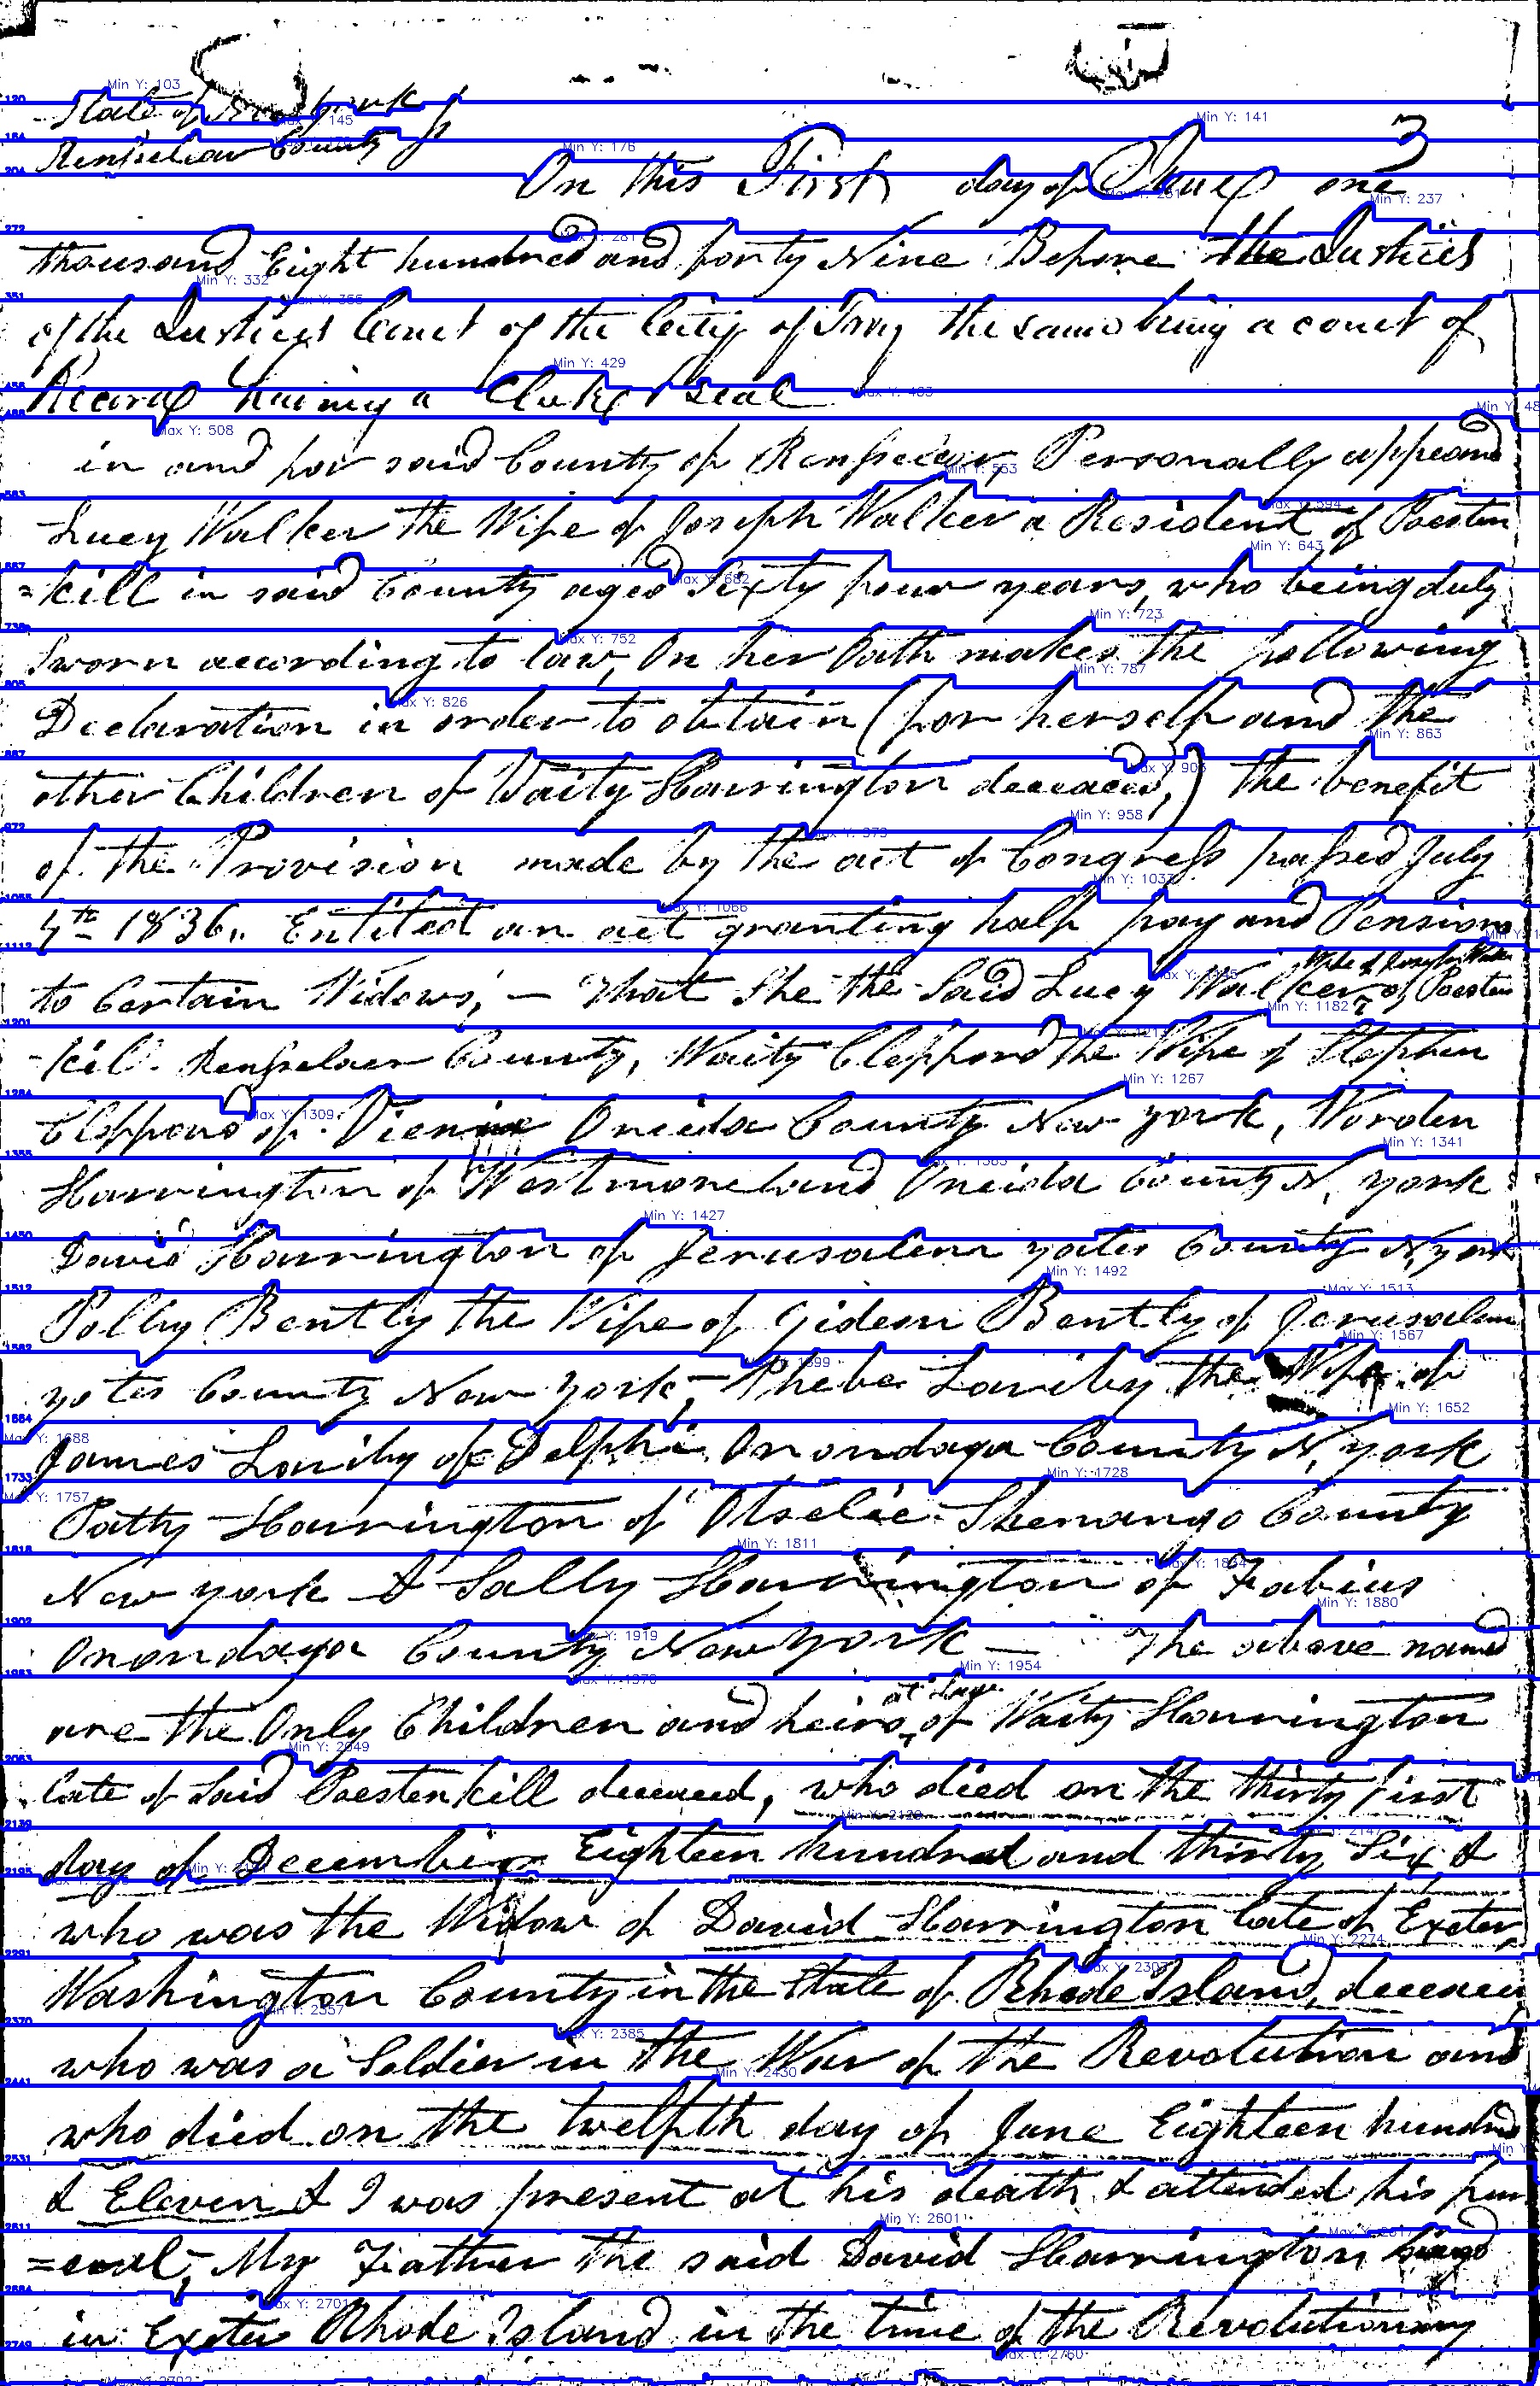 State of New York
Rensselaer County
3
On this First day of June one
thousand Eight hundred and forty Nine Before the Justices
of the Justices Court of the City of Troy the same being a court of
Record having a Clerk & seal
in and for said County of Rensselaer Personally appeared
Lucy Walker the Wife of Joseph Walker a Resident of Poesten
=kill in said County aged Sixty four years, who being duly
Sworn according to law, On her Oath makes the following
Declaration in order to obtain (for herself and the
other Children of Waity Harrington deceased,) the benefit
of the Provision made by the act of Congress passed July
4th 1836. Entitled an act granting half pay and Pensions
to Certain Widows, — That She the Said Lucy Walker Wife of Joseph Walker of Poesten
-kill Rensselaer County, Waity Clifford the Wife of Stephen
Clifford of Vienna Oneida County New York, Worden
Harrington of Westmoreland Oneida County N. York
David Harrington of Jerusalem Yates County N. York
Polly Bently the Wife of Gideon Bently of Jerusalem
Yates County New York, Phebe the Wife of
James of Delphi Onondaga County N. York
Patty Harrington of Otselic Shenango County
New York & Sally Harrington of Fabius
Onondaga County New York — The above named
are the Only Children and heirs at Law of Waity Harrington
late of Said Poestenkill deceased, who died on the thirty first
day of December Eighteen hundred and thirty Six, &
who was the Widow of David Harrington late of Exeter,
Washington County in the State of Rhode Island, deceased
who was a Soldier in the War of the Revolution and
who died on the twelfth day of June Eighteen hundred
& Eleven & I was present at his death, & attended his fun
=eral, My Father the said David Harrington lived
in Exeter Rhode Island in the time of the Revolutionary